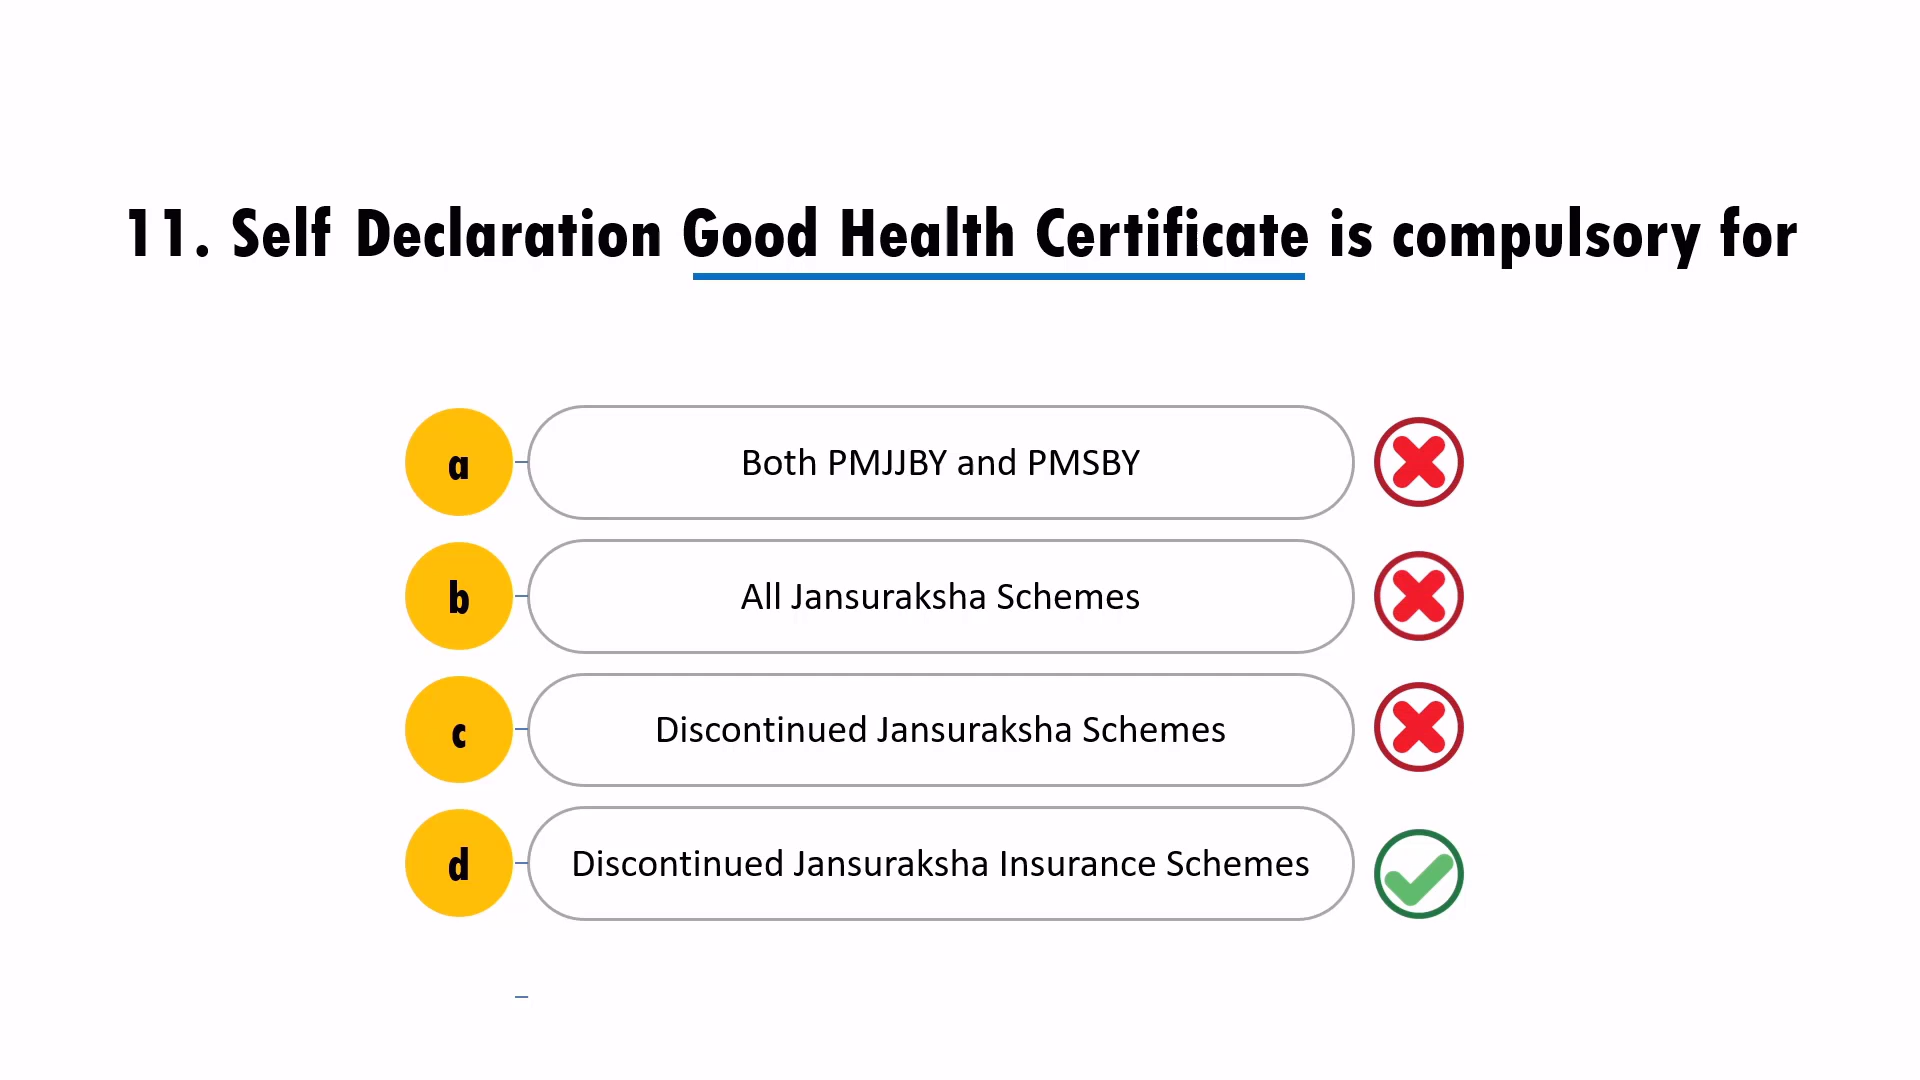 11. Self Declaration Good Health Certificate is compulsory for
a Both PMJJBY and PMSBY
b All Jansuraksha Schemes
c Discontinued Jansuraksha Schemes
d Discontinued Jansuraksha Insurance Schemes